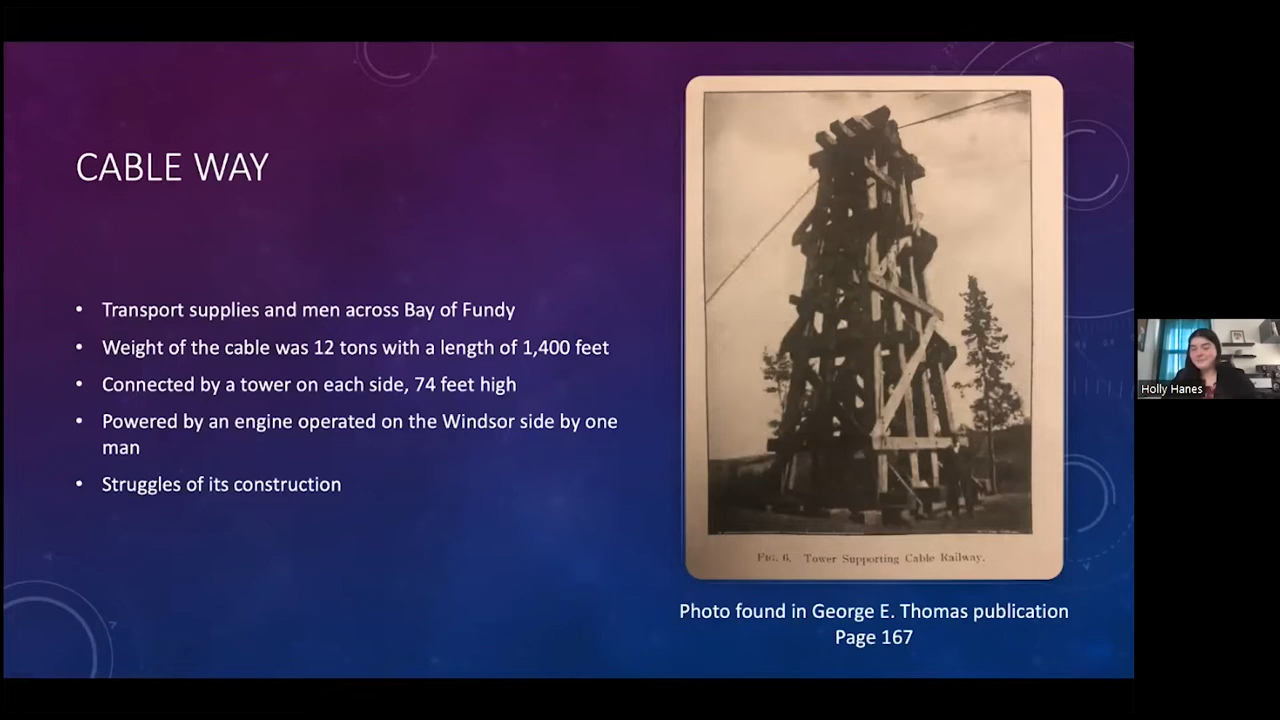 CABLE WAY
• Transport supplies and men across Bay of Fundy
• Weight of the cable was 12 tons with a length of 1,400 feet
• Connected by a tower on each side, 74 feet high
• Powered by an engine operated on the Windsor side by one
man
• Struggles of its construction
Fig. 6. Tower Supporting Cable Railway.
Photo found in George E. Thomas publication
Page 167
Holly Hanes